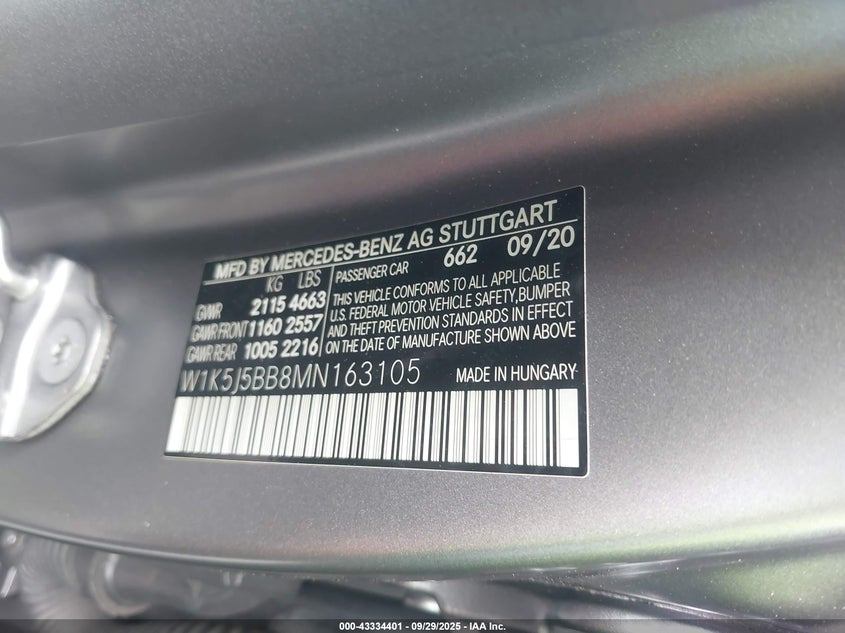 MFD BY MERCEDES-BENZ AG STUTTGART
KG LBS
GVWR 2115 4663
GAWR FRONT 1160 2557
GAWR REAR 1005 2216
PASSENGER CAR 662 09/20
THIS VEHICLE CONFORMS TO ALL APPLICABLE
U.S. FEDERAL MOTOR VEHICLE SAFETY, BUMPER
AND THEFT PREVENTION STANDARDS IN EFFECT
ON THE DATE OF MANUFACTURE SHOWN ABOVE
W1K5J5BB8MN163105 MADE IN HUNGARY
000-43334401 - 09/29/2025 - IAA Inc.